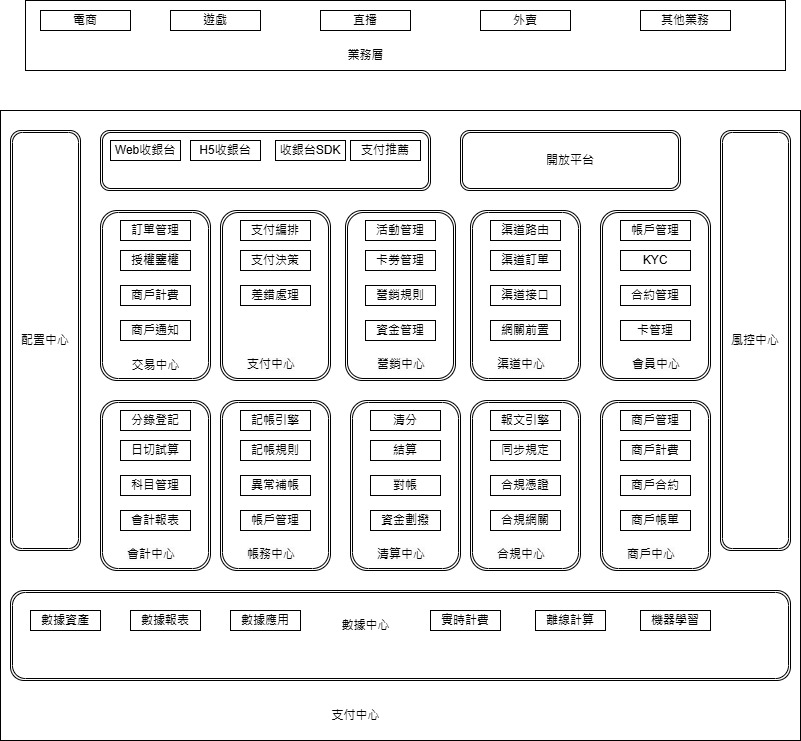 電商 遊戲 直播 外賣 其他業務
業務層
Web收銀台 H5收銀台 收銀台SDK 支付推薦
開放平台
配置中心
訂單管理
授權鑒權
商戶計費
商戶通知
交易中心
支付編排
支付決策
差錯處理
支付中心
活動管理
卡券管理
營銷規則
資金管理
營銷中心
渠道路由
渠道訂單
渠道接口
網關前置
渠道中心
帳戶管理
KYC
合約管理
卡管理
會員中心
風控中心
分錄登記
日切試算
科目管理
會計報表
會計中心
記帳引擎
記帳規則
異常補帳
帳戶管理
帳務中心
清分
結算
對帳
資金劃撥
清算中心
報文引擎
同步規定
合規憑證
合規網關
合規中心
商戶管理
商戶計費
商戶合約
商戶帳單
商戶中心
數據資產 數據報表 數據應用 數據中心 實時計費 離線計算 機器學習
支付中心